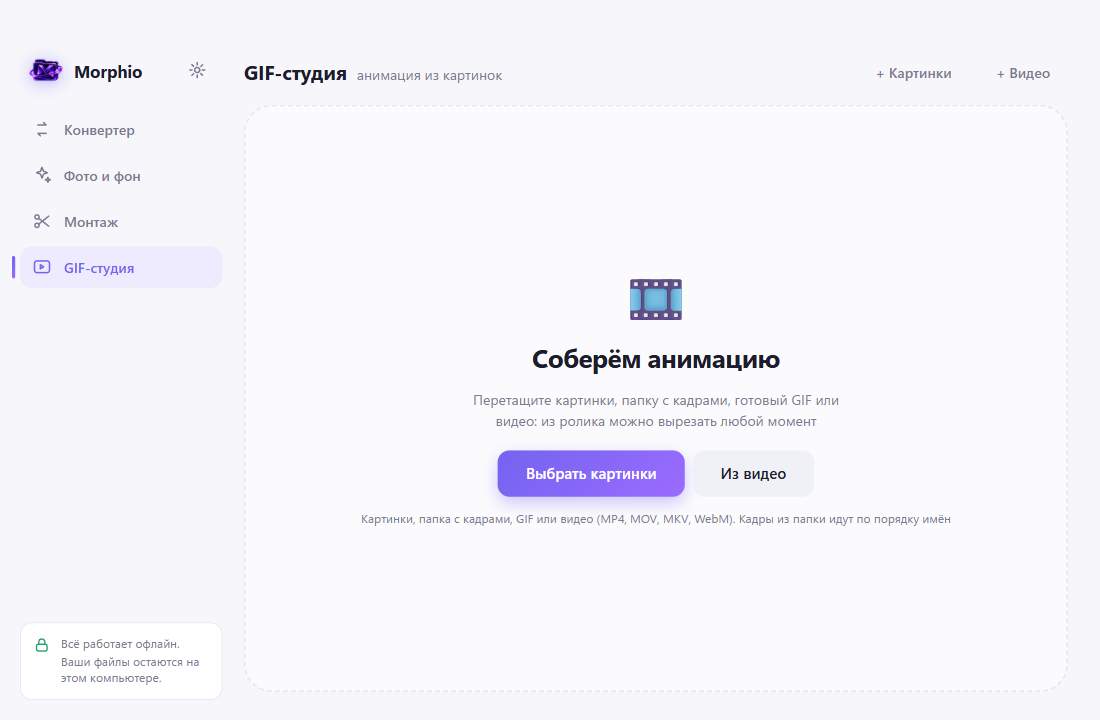 Morphio
Конвертер
Фото и фон
Монтаж
GIF-студия
Всё работает офлайн.
Ваши файлы остаются на
этом компьютере.
GIF-студия анимация из картинок
+ Картинки
+ Видео
Соберём анимацию
Перетащите картинки, папку с кадрами, готовый GIF или
видео: из ролика можно вырезать любой момент
Выбрать картинки
Из видео
Картинки, папка с кадрами, GIF или видео (MP4, MOV, MKV, WebM). Кадры из папки идут по порядку имён